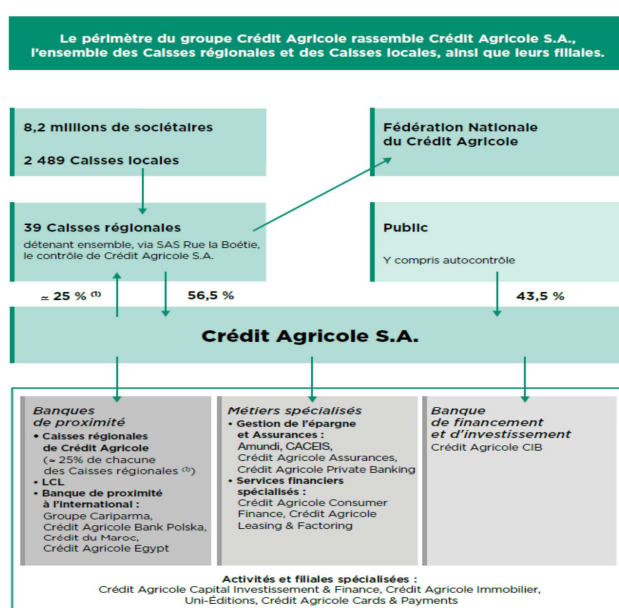 Le périmètre du groupe Crédit Agricole rassemble Crédit Agricole S.A.,
l'ensemble des Caisses régionales et des Caisses locales, ainsi que leurs filiales.
8,2 millions de sociétaires
2 489 Caisses locales
Fédération Nationale
du Crédit Agricole
39 Caisses régionales
détenant ensemble, via SAS Rue la Boétie,
le contrôle de Crédit Agricole S.A.
Public
Y compris autocontrôle
≃ 25 % (1)
56,5 %
43,5 %
Crédit Agricole S.A.
Banques
de proximité
• Caisses régionales
de Crédit Agricole
(≃ 25% de chacune
des Caisses régionales (1))
• LCL
• Banque de proximité
à l'international :
Groupe Cariparma,
Crédit Agricole Bank Polska,
Crédit du Maroc,
Crédit Agricole Egypt
Métiers spécialisés
• Gestion de l'épargne
et Assurances :
Amundi, CACEIS,
Crédit Agricole Assurances,
Crédit Agricole Private Banking
• Services financiers
spécialisés :
Crédit Agricole Consumer
Finance, Crédit Agricole
Leasing & Factoring
Banque
de financement
et d'investissement
Crédit Agricole CIB
Activités et filiales spécialisées :
Crédit Agricole Capital Investissement & Finance, Crédit Agricole Immobilier,
Uni-Éditions, Crédit Agricole Cards & Payments